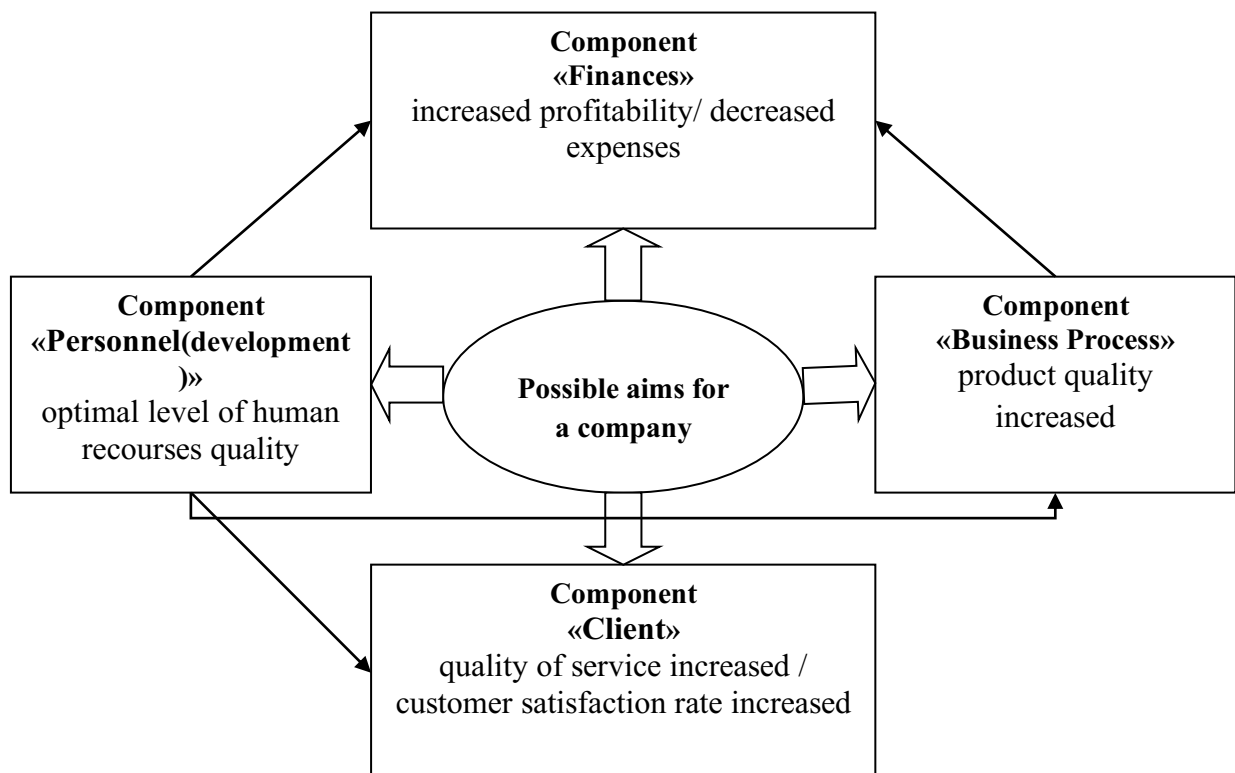 Component
«Finances»
increased profitability/ decreased
expenses
Component
«Personnel(development
)»
optimal level of human
recourses quality
Possible aims for
a company
Component
«Business Process»
product quality
increased
Component
«Client»
quality of service increased /
customer satisfaction rate increased